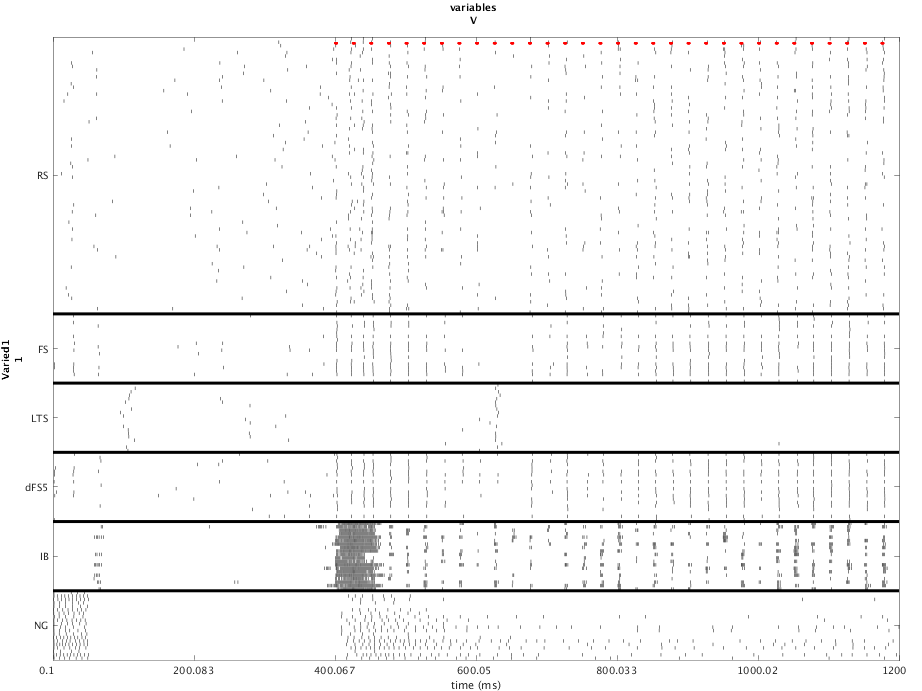 variables
V
RS
FS
LTS
dFS5
IB
NG
Varied1
1
0.1 200.083 400.067 600.05 800.033 1000.02 1200
time (ms)